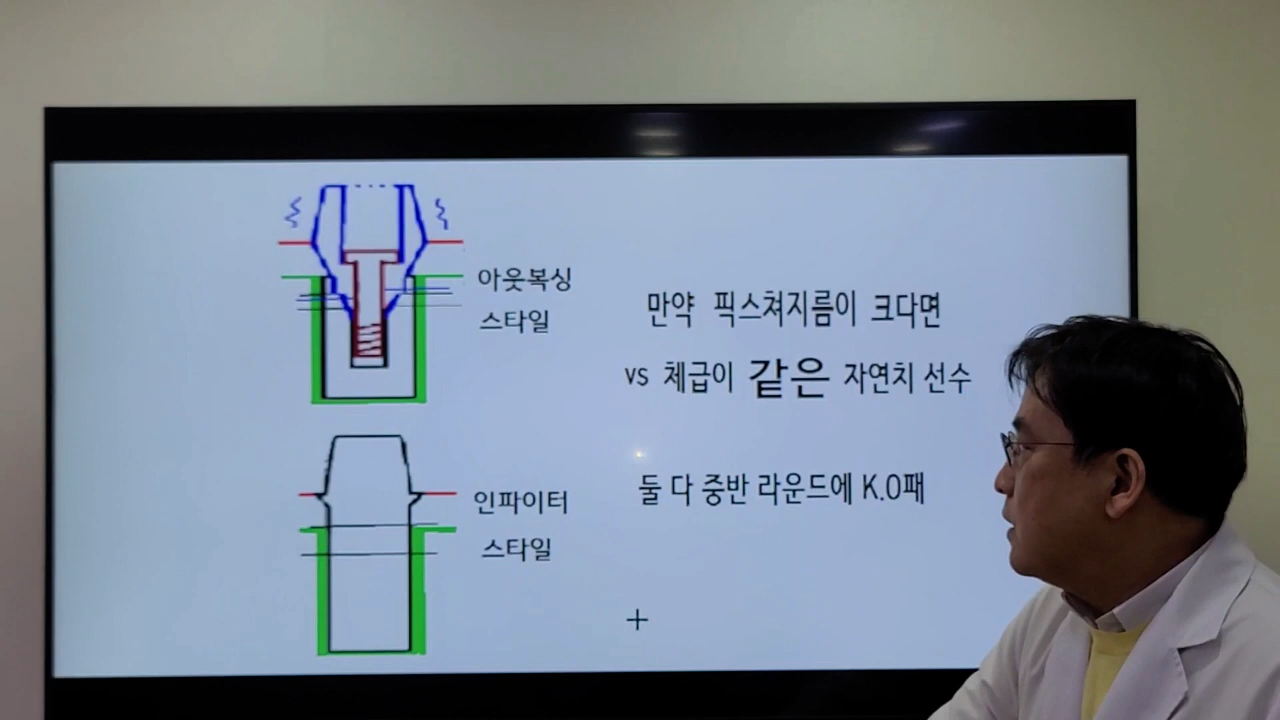 아웃복싱
스타일
만약 픽스쳐지름이 크다면
vs 체급이 같은 자연치 선수
둘 다 중반 라운드에 K.O패
인파이터
스타일